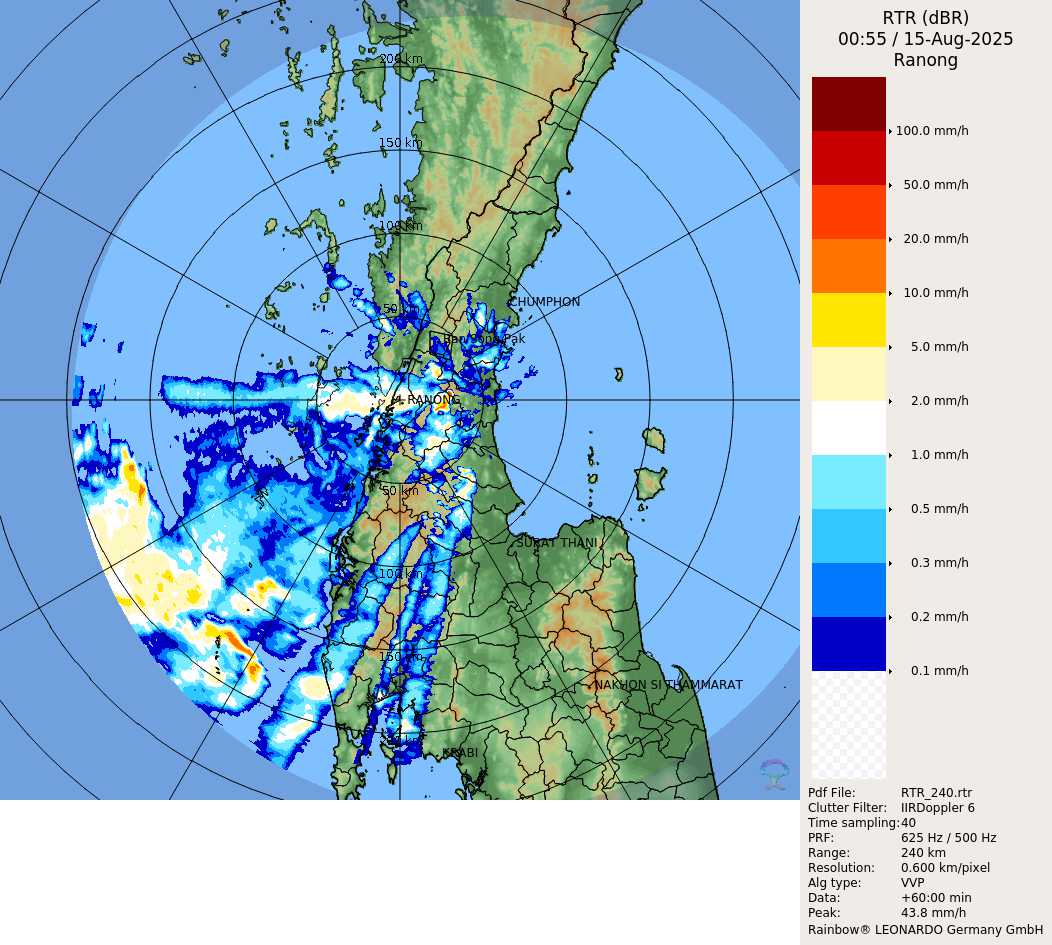 RTR (dBR)
00:55 / 15-Aug-2025
Ranong
100.0 mm/h
50.0 mm/h
20.0 mm/h
10.0 mm/h
5.0 mm/h
2.0 mm/h
1.0 mm/h
0.5 mm/h
0.3 mm/h
0.2 mm/h
0.1 mm/h
200 km
150 km
100 km
50 km
CHUMPHON
RANONG
50 km
SURAT THANI
100 km
150 km
NAKHON SI THAMMARAT
KRABI
Pdf File: RTR_240.rtr
Clutter Filter: IIRDoppler 6
Time sampling: 40
PRF: 625 Hz / 500 Hz
Range: 240 km
Resolution: 0.600 km/pixel
Alg type: VVP
Data: +60:00 min
Peak: 43.8 mm/h
Rainbow® LEONARDO Germany GmbH